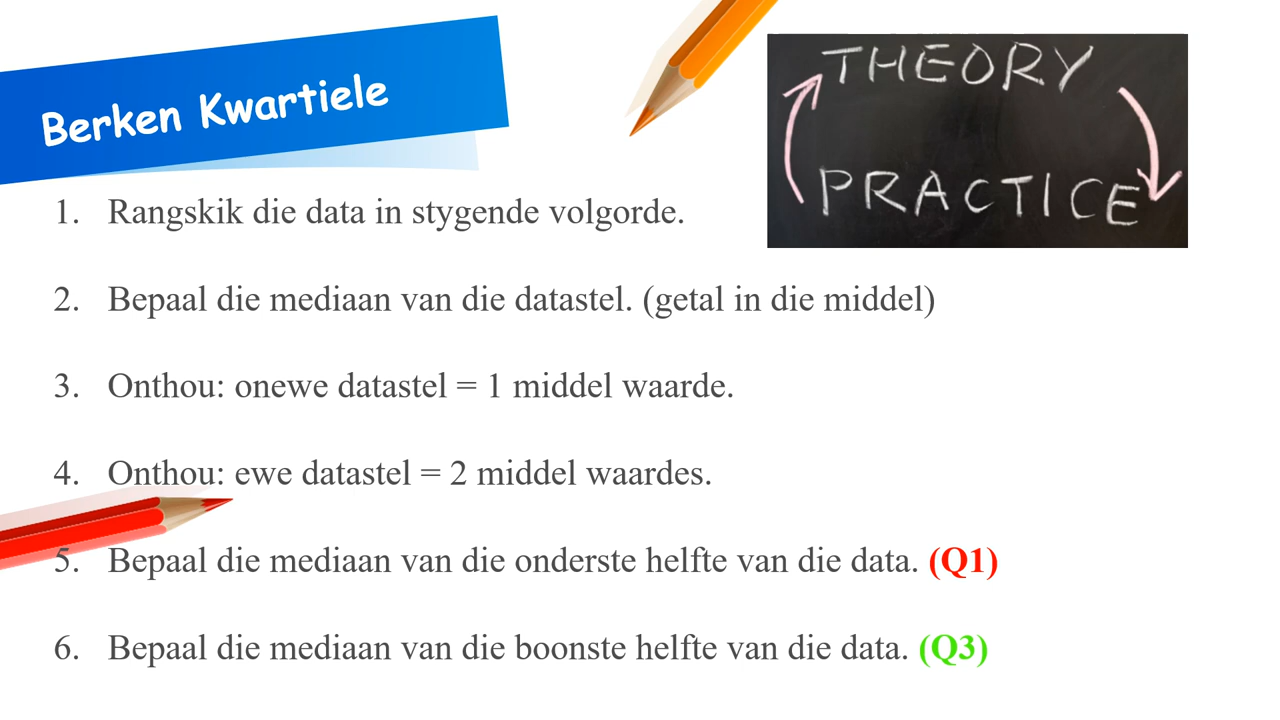 Berken Kwartiele
THEORY
PRACTICE
1. Rangskik die data in stygende volgorde.
2. Bepaal die mediaan van die datastel. (getal in die middel)
3. Onthou: onewe datastel = 1 middel waarde.
4. Onthou: ewe datastel = 2 middel waardes.
5. Bepaal die mediaan van die onderste helfte van die data. (Q1)
6. Bepaal die mediaan van die boonste helfte van die data. (Q3)